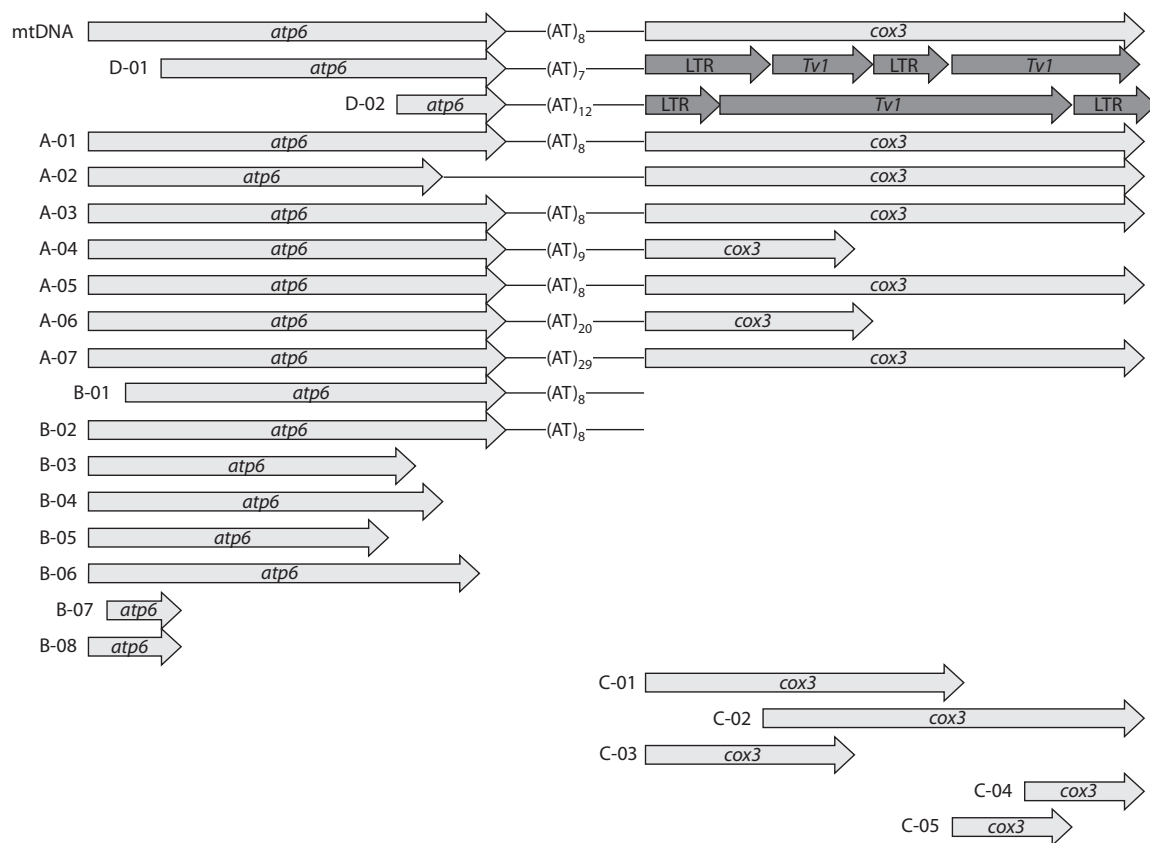 mtDNA atp6 (AT)8 cox3
D-01 atp6 (AT)7 LTR Tv1 LTR Tv1
D-02 atp6 (AT)12 LTR Tv1 LTR
A-01 atp6 (AT)8 cox3
A-02 atp6 cox3
A-03 atp6 (AT)8 cox3
A-04 atp6 (AT)9 cox3
A-05 atp6 (AT)8 cox3
A-06 atp6 (AT)20 cox3
A-07 atp6 (AT)29 cox3
B-01 atp6 (AT)8
B-02 atp6 (AT)8
B-03 atp6
B-04 atp6
B-05 atp6
B-06 atp6
B-07 atp6
B-08 atp6
C-01 cox3
C-02 cox3
C-03 cox3
C-04 cox3
C-05 cox3